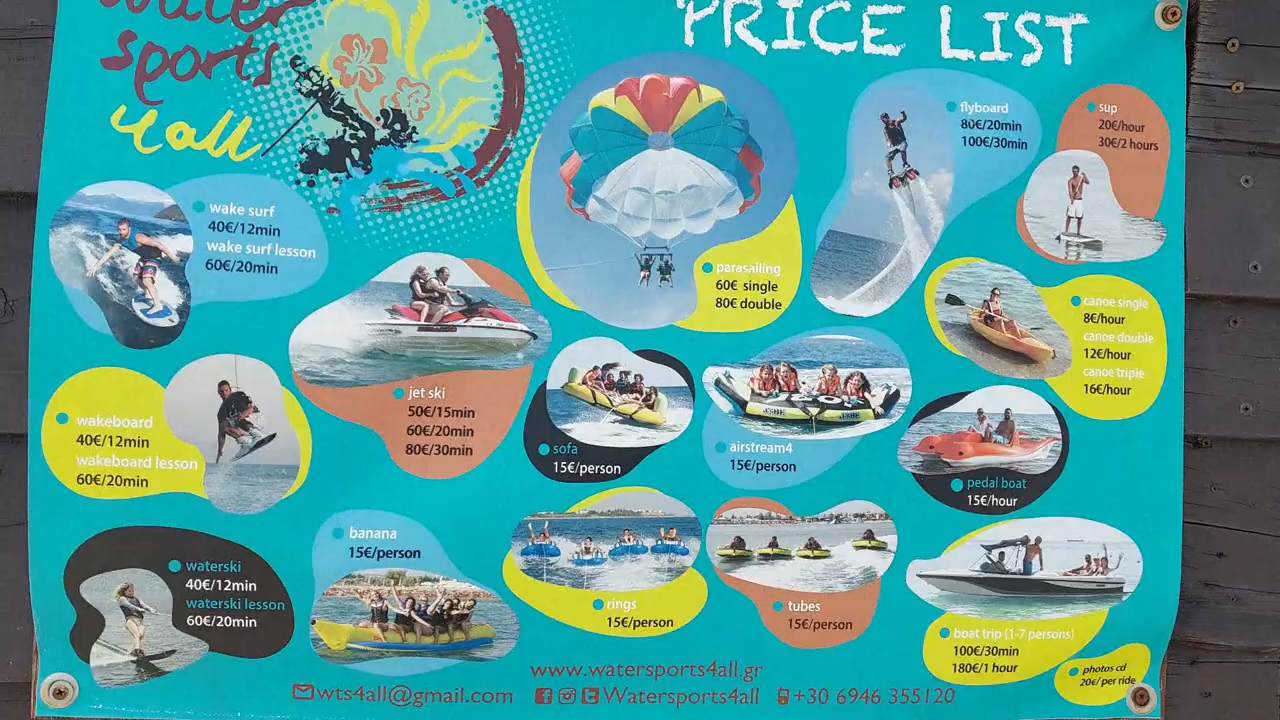 water
sports
4all
PRICE LIST
wake surf
40€/12min
wake surf lesson
60€/20min
flyboard
80€/20min
100€/30min
sup
20€/hour
30€/2 hours
parasailing
60€ single
80€ double
canoe single
8€/hour
canoe double
12€/hour
canoe triple
16€/hour
wakeboard
40€/12min
wakeboard lesson
60€/20min
jet ski
50€/15min
60€/20min
80€/30min
sofa
15€/person
airstream4
15€/person
pedal boat
15€/hour
waterski
40€/12min
waterski lesson
60€/20min
banana
15€/person
rings
15€/person
tubes
15€/person
boat trip (1-7 persons)
100€/30min
180€/1 hour
photos cd
20€/ per ride
www.watersports4all.gr
wts4all@gmail.com Watersports4all +30 6946 355120